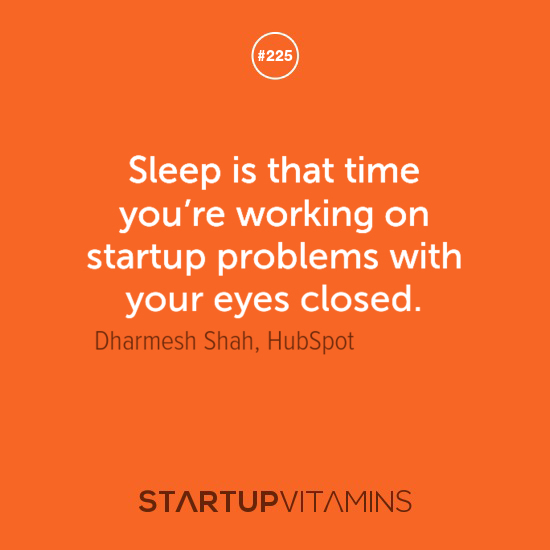 #225
Sleep is that time
you’re working on
startup problems with
your eyes closed.
Dharmesh Shah, HubSpot
STARTUPVITAMINS